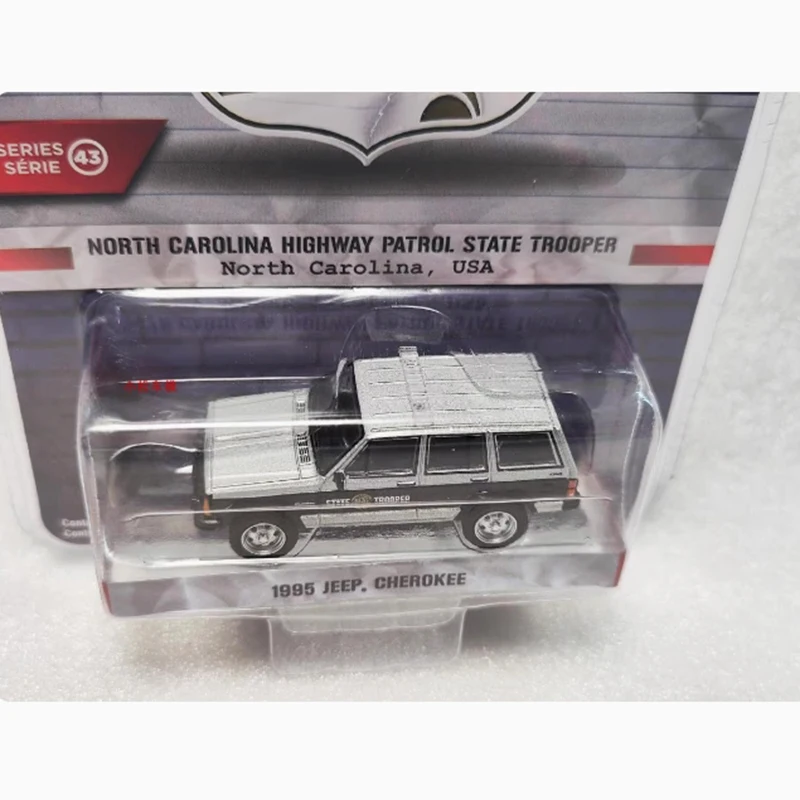 SERIES
SÉRIE 43
NORTH CAROLINA HIGHWAY PATROL STATE TROOPER
North Carolina, USA
STATE TROOPER
1995 JEEP® CHEROKEE